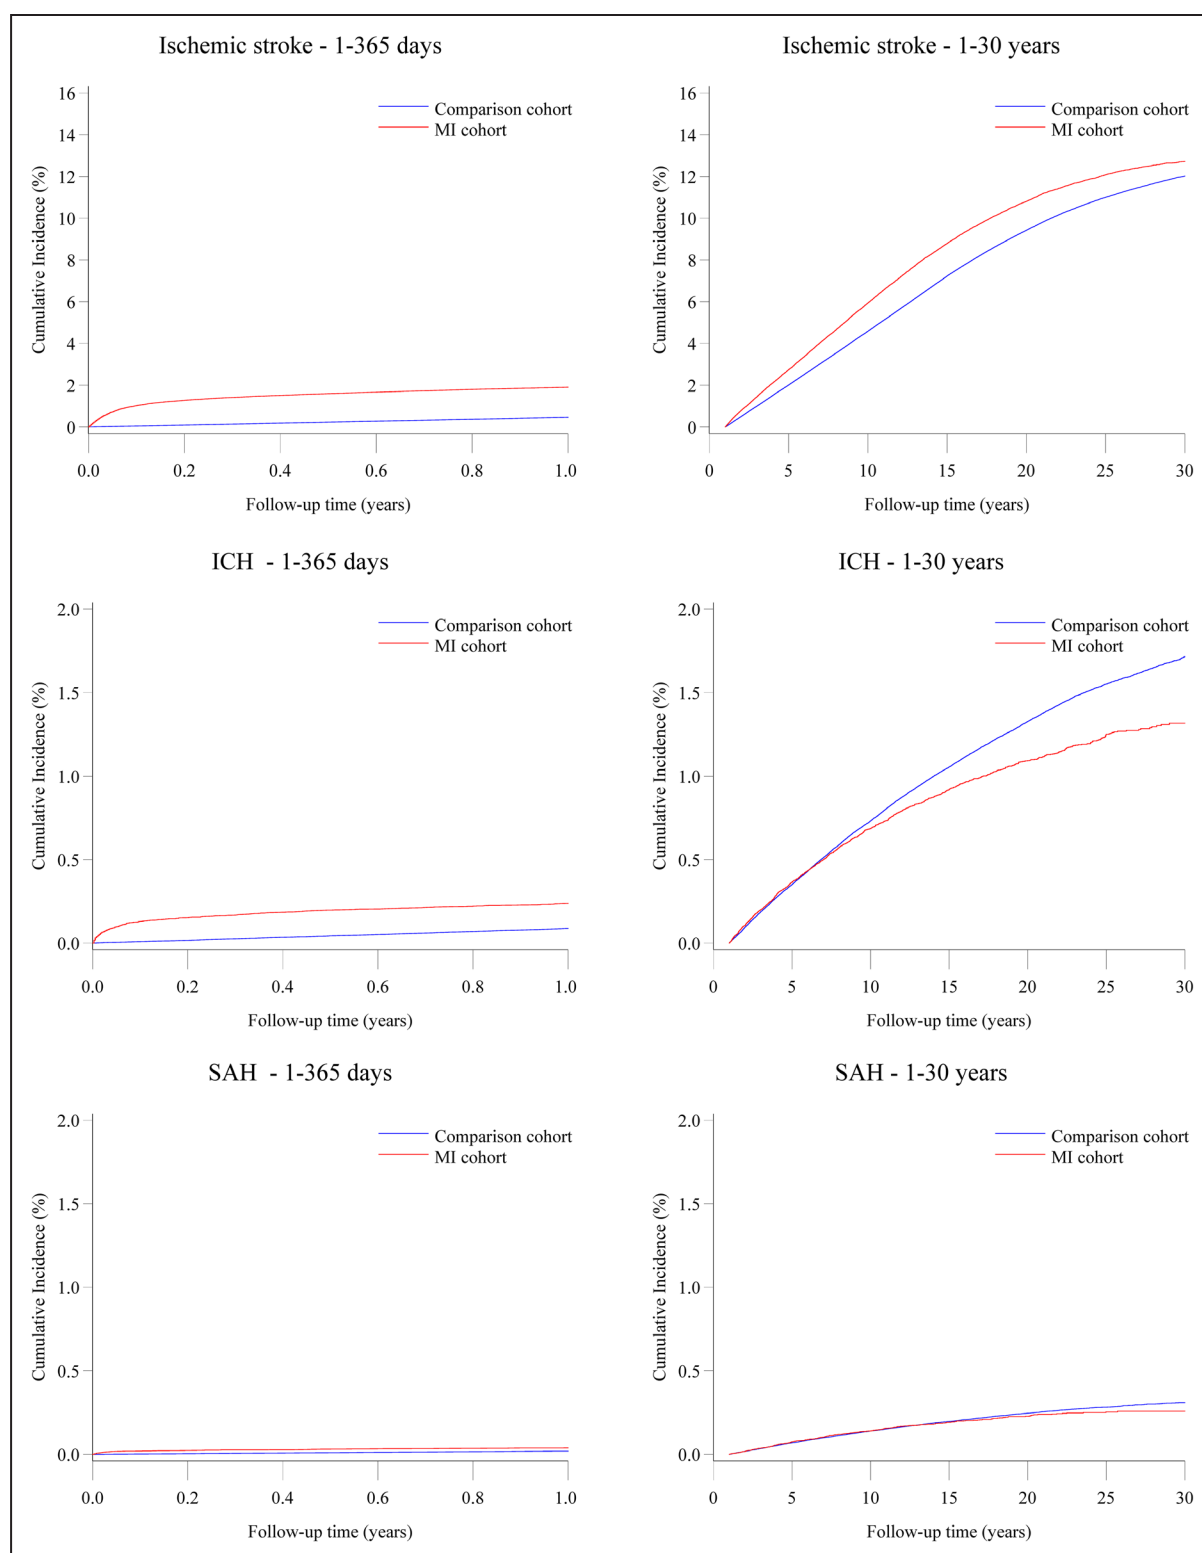 Ischemic stroke - 1-365 days
Cumulative Incidence (%)
16
14
12
10
8
6
4
2
0
Comparison cohort
MI cohort
0.0 0.2 0.4 0.6 0.8 1.0
Follow-up time (years)
Ischemic stroke - 1-30 years
Cumulative Incidence (%)
16
14
12
10
8
6
4
2
0
Comparison cohort
MI cohort
0 5 10 15 20 25 30
Follow-up time (years)
ICH - 1-365 days
Cumulative Incidence (%)
2.0
1.5
1.0
0.5
0.0
Comparison cohort
MI cohort
0.0 0.2 0.4 0.6 0.8 1.0
Follow-up time (years)
ICH - 1-30 years
Cumulative Incidence (%)
2.0
1.5
1.0
0.5
0.0
Comparison cohort
MI cohort
0 5 10 15 20 25 30
Follow-up time (years)
SAH - 1-365 days
Cumulative Incidence (%)
2.0
1.5
1.0
0.5
0.0
Comparison cohort
MI cohort
0.0 0.2 0.4 0.6 0.8 1.0
Follow-up time (years)
SAH - 1-30 years
Cumulative Incidence (%)
2.0
1.5
1.0
0.5
0.0
Comparison cohort
MI cohort
0 5 10 15 20 25 30
Follow-up time (years)